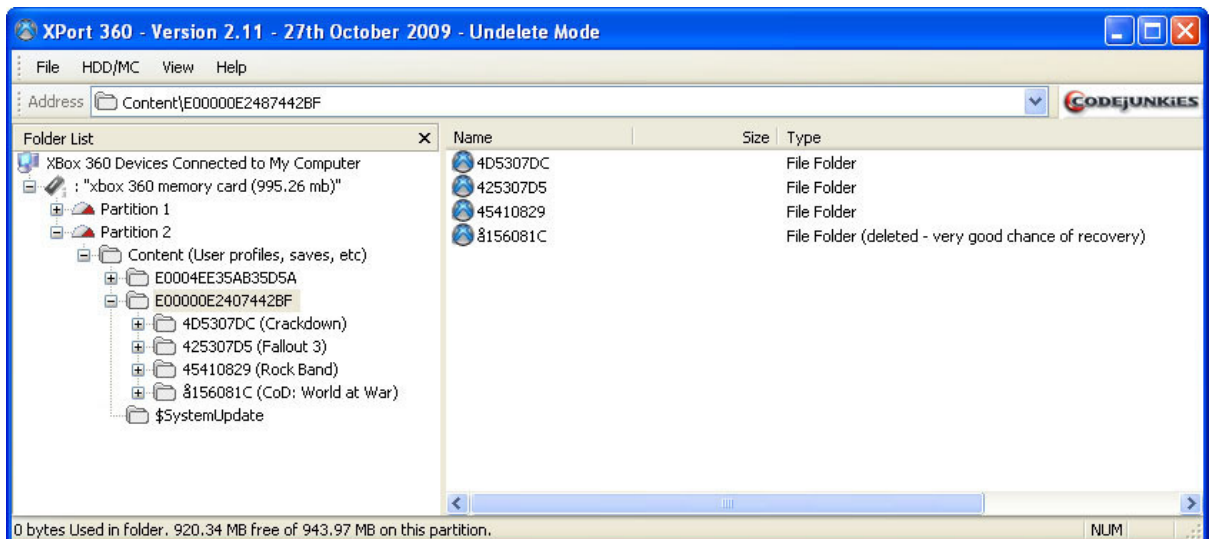 XPort 360 - Version 2.11 - 27th October 2009 - Undelete Mode
File HDD/MC View Help
Address Content\E00000E2487442BF
CODEJUNKIES
Folder List x
XBox 360 Devices Connected to My Computer
: "xbox 360 memory card (995.26 mb)"
Partition 1
Partition 2
Content (User profiles, saves, etc)
E0004EE35AB35D5A
E00000E2407442BF
4D5307DC (Crackdown)
425307D5 (Fallout 3)
45410829 (Rock Band)
å156081C (CoD: World at War)
$SystemUpdate
Name Size Type
4D5307DC File Folder
425307D5 File Folder
45410829 File Folder
å156081C File Folder (deleted - very good chance of recovery)
0 bytes Used in folder. 920.34 MB free of 943.97 MB on this partition. NUM